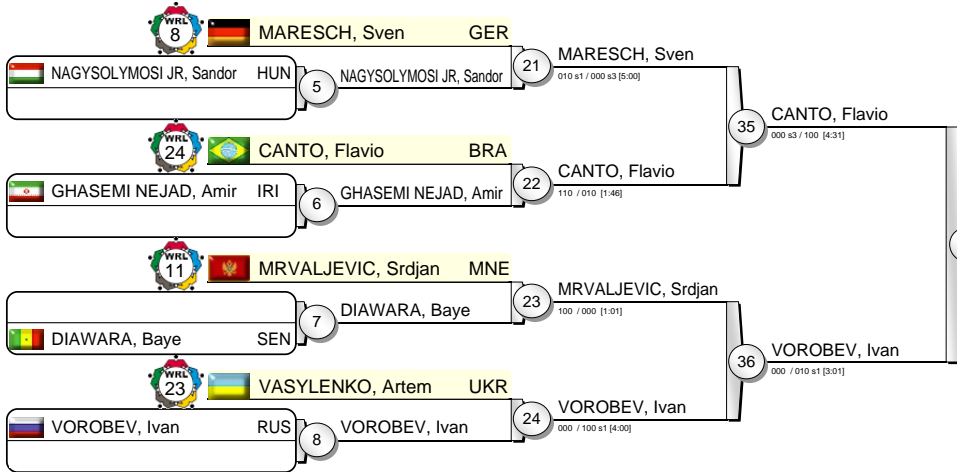 WRL 8 MARESCH, Sven GER
NAGYSOLYMOSI JR, Sandor HUN
5 NAGYSOLYMOSI JR, Sandor
21 MARESCH, Sven
010 s1 / 000 s3 [5:00]
WRL 24 CANTO, Flavio BRA
GHASEMI NEJAD, Amir IRI
6 GHASEMI NEJAD, Amir
22 CANTO, Flavio
110 / 010 [1:46]
35 CANTO, Flavio
000 s3 / 100 [4:31]
WRL 11 MRVALJEVIC, Srdjan MNE
DIAWARA, Baye SEN
7 DIAWARA, Baye
23 MRVALJEVIC, Srdjan
100 / 000 [1:01]
WRL 23 VASYLENKO, Artem UKR
VOROBEV, Ivan RUS
8 VOROBEV, Ivan
24 VOROBEV, Ivan
000 / 100 s1 [4:00]
36 VOROBEV, Ivan
000 / 010 s1 [3:01]